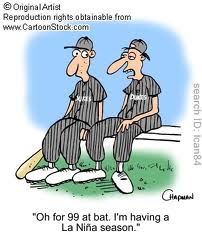 © Original Artist
Reproduction rights obtainable from
www.CartoonStock.com
search ID: lcan84
CHAPMAN
"Oh for 99 at bat. I'm having a
La Niña season."